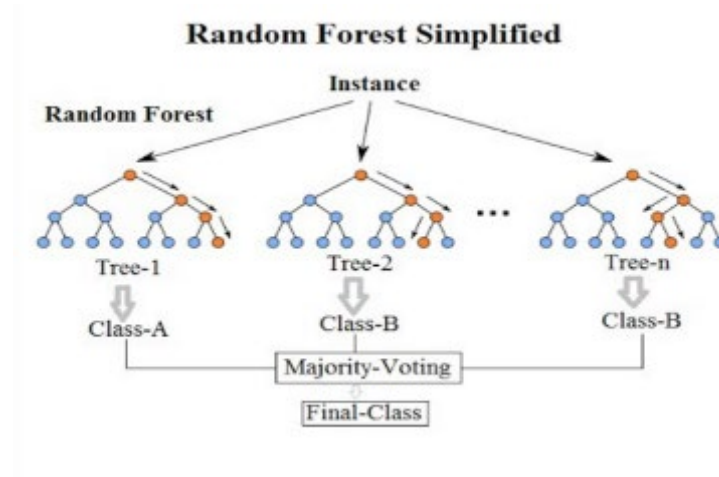 Random Forest Simplified
Instance
Random Forest
...
Tree-1 Tree-2 Tree-n
Class-A Class-B Class-B
Majority-Voting
Final-Class